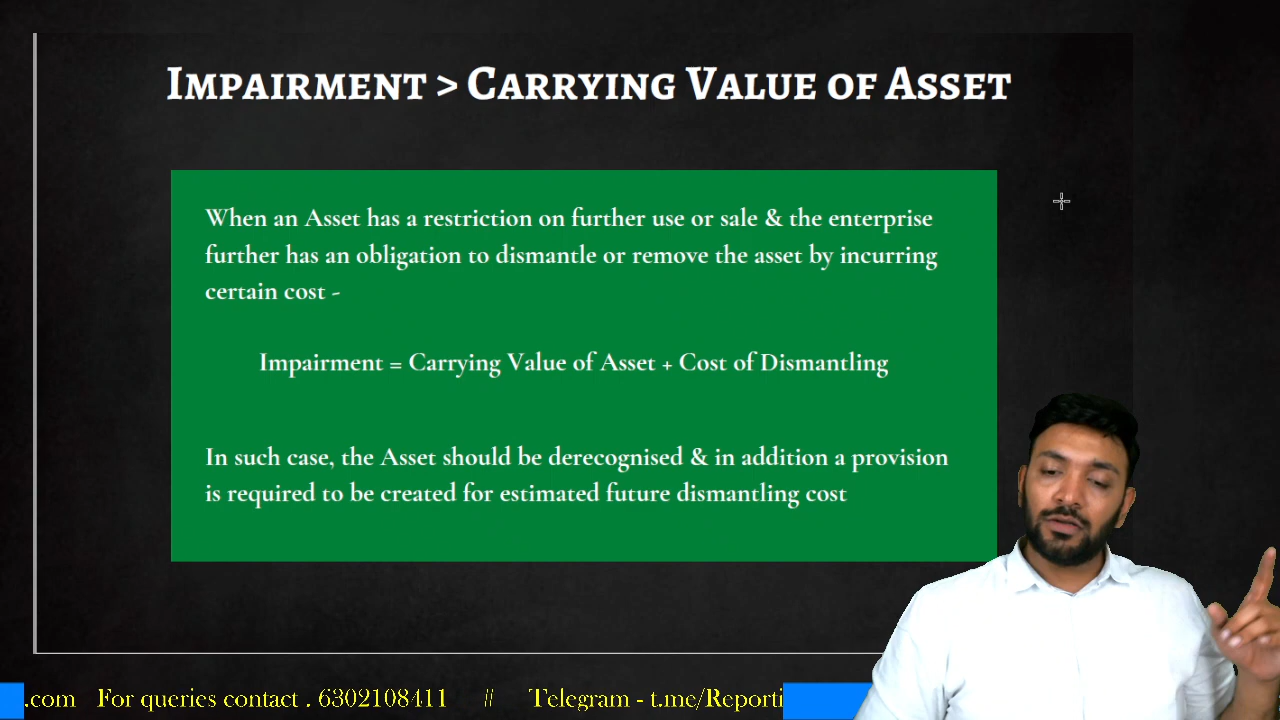 Impairment > Carrying Value of Asset
When an Asset has a restriction on further use or sale & the enterprise
further has an obligation to dismantle or remove the asset by incurring
certain cost -
Impairment = Carrying Value of Asset + Cost of Dismantling
In such case, the Asset should be derecognised & in addition a provision
is required to be created for estimated future dismantling cost
.com For queries contact . 6302108411 # Telegram - t.me/Reporti